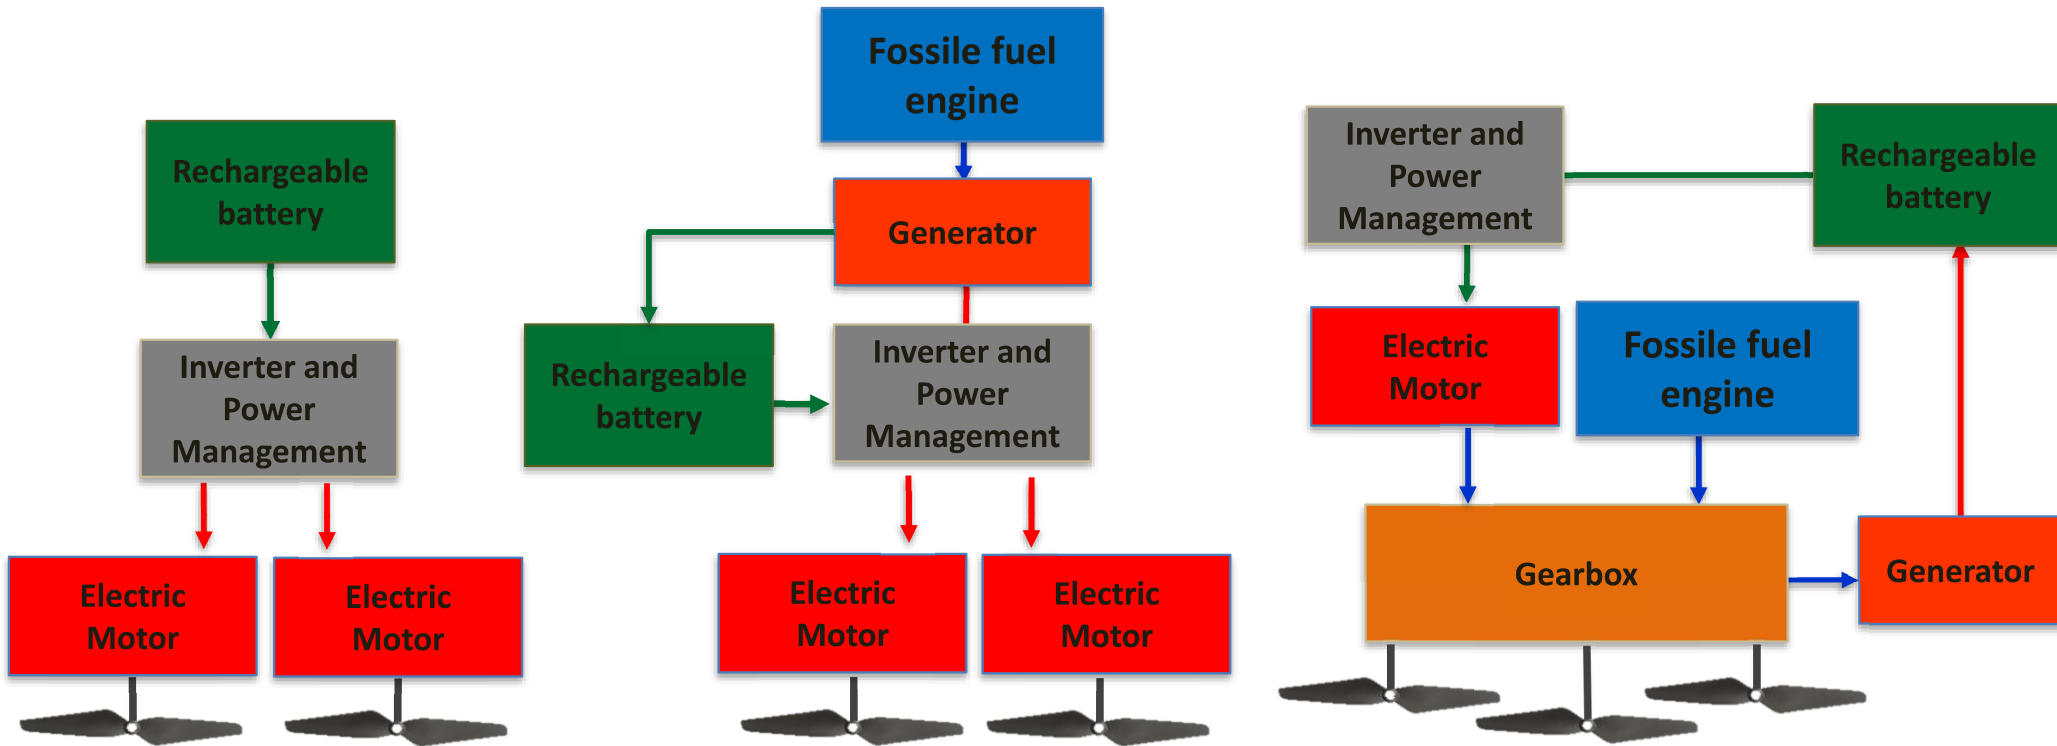 Rechargeable
battery
Inverter and
Power
Management
Electric
Motor
Electric
Motor
Fossile fuel
engine
Generator
Rechargeable
battery
Inverter and
Power
Management
Electric
Motor
Electric
Motor
Inverter and
Power
Management
Rechargeable
battery
Electric
Motor
Fossile fuel
engine
Gearbox
Generator